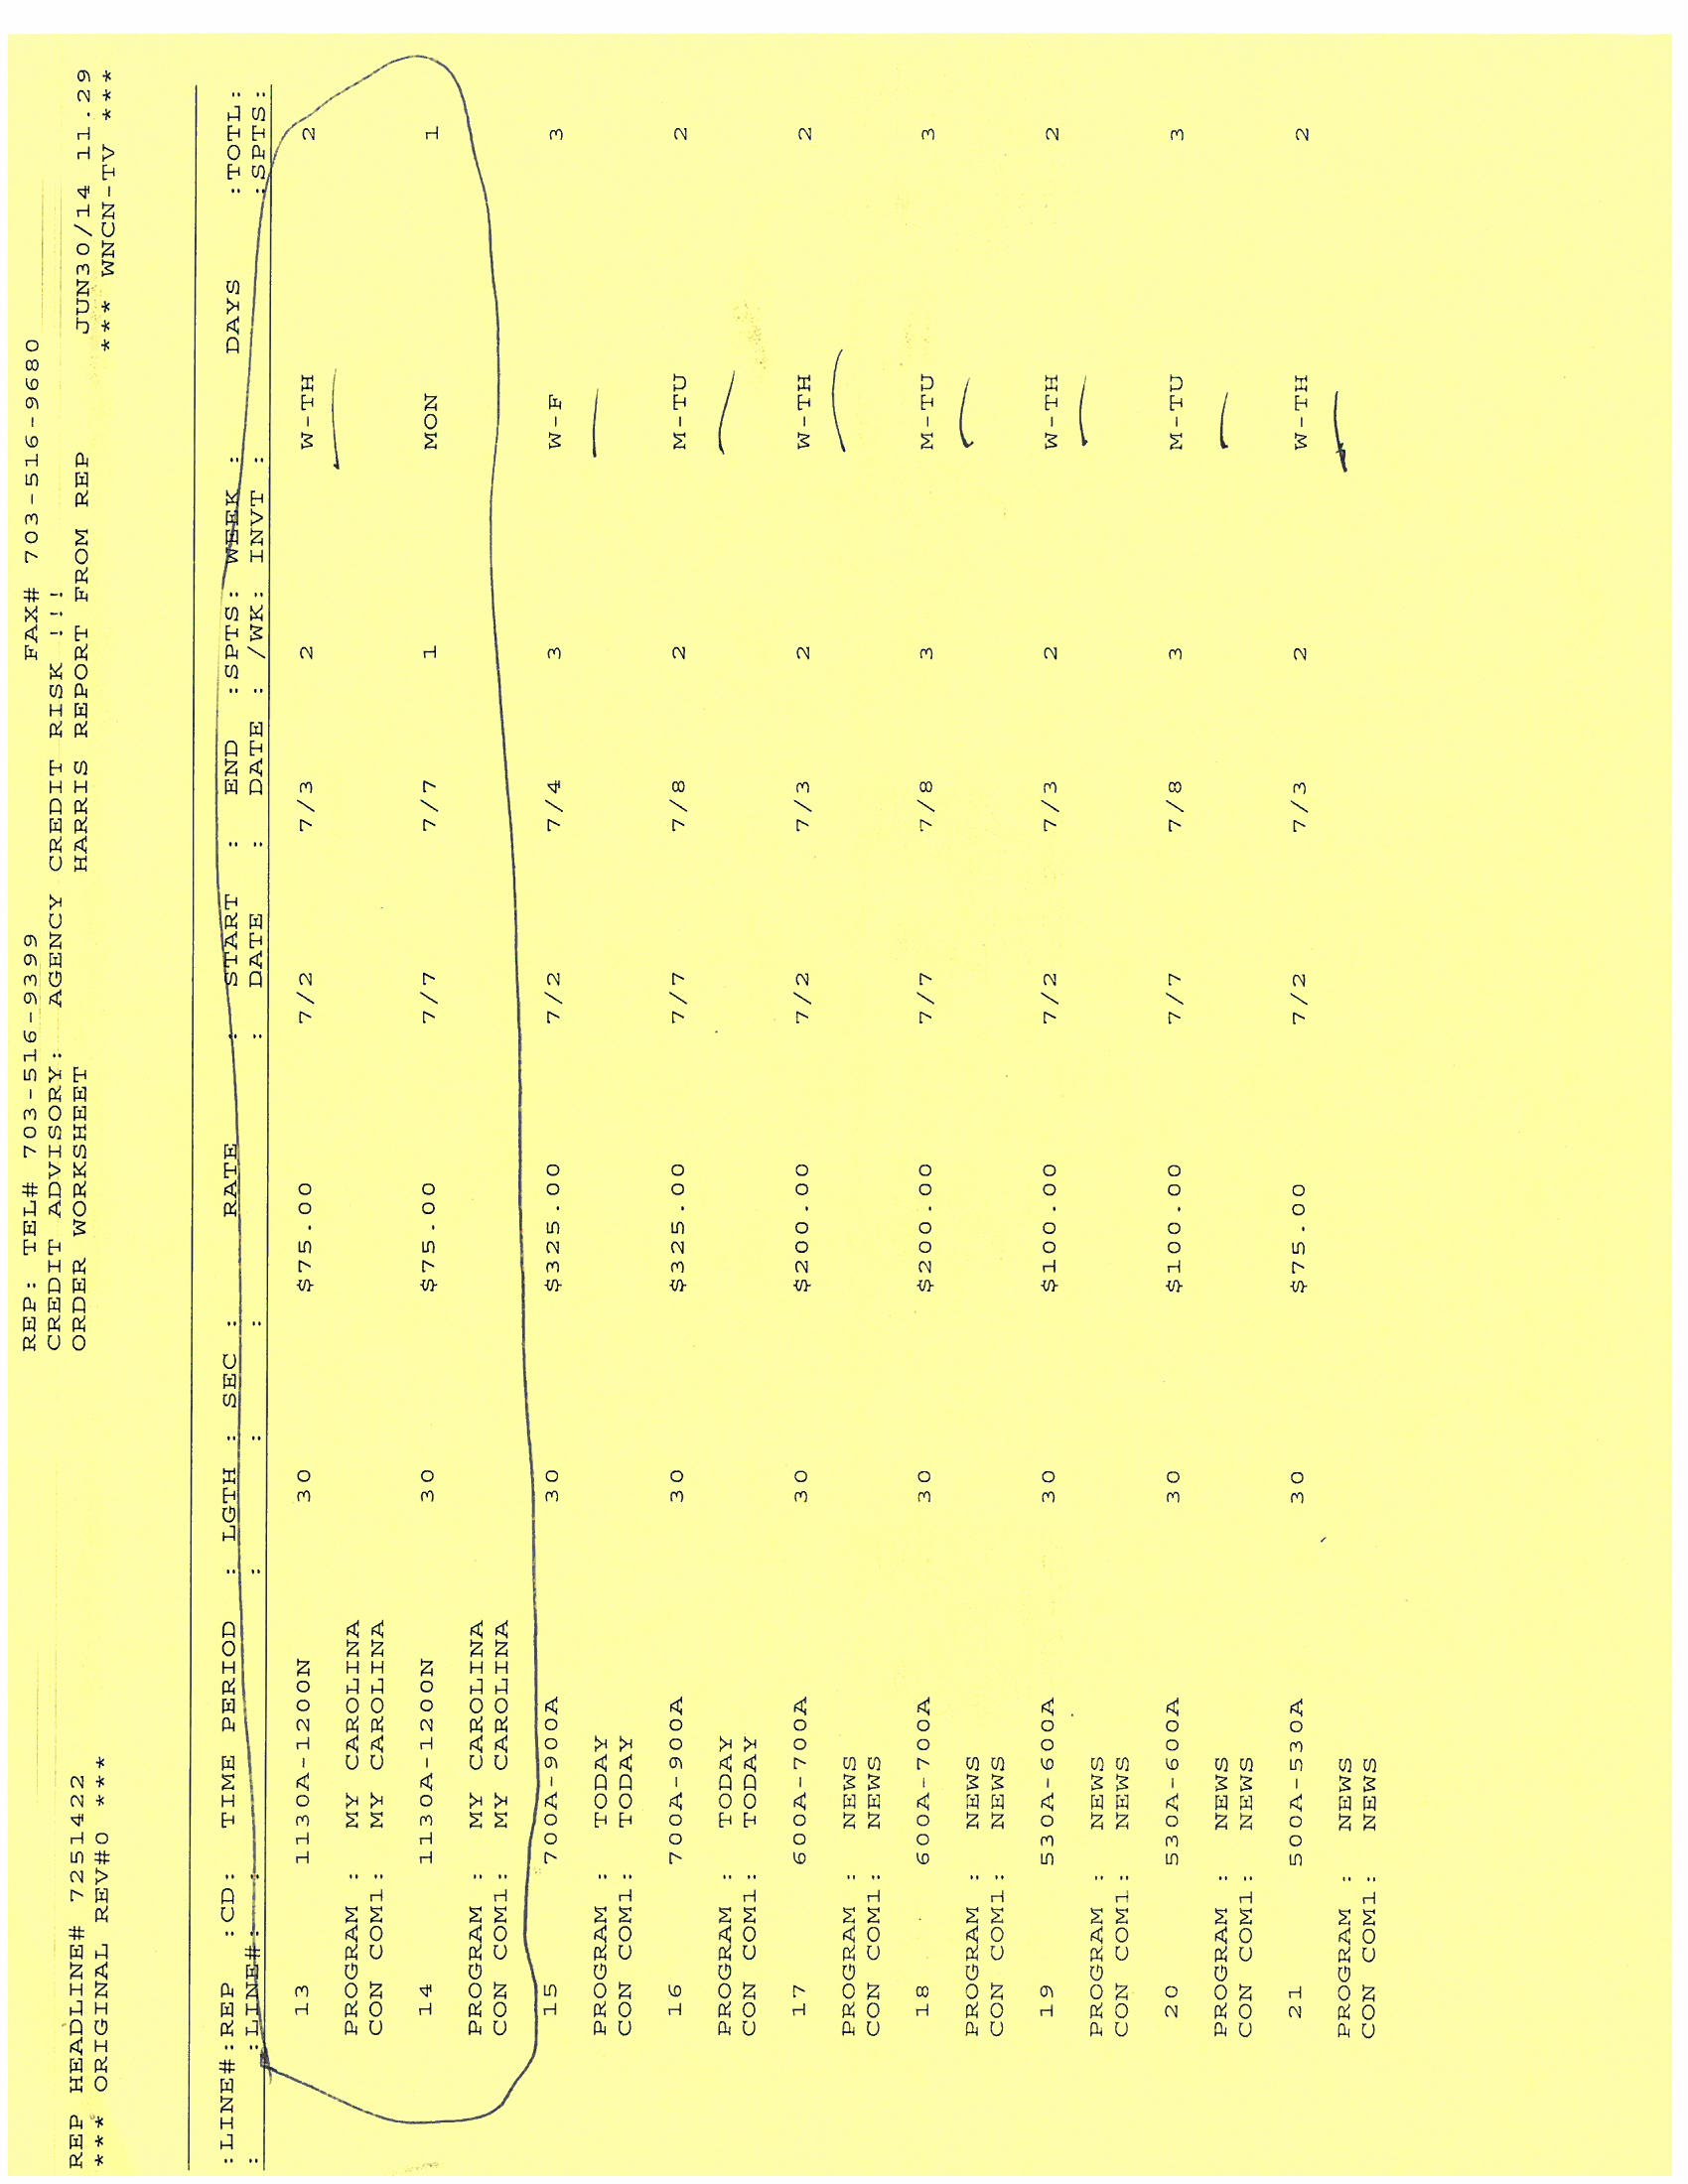 REP: TEL# 703-516-9399 FAX# 703-516-9680
CREDIT ADVISORY: AGENCY CREDIT RISK !!!
REP HEADLINE# 7251422 ORDER WORKSHEET HARRIS REPORT FROM REP JUN30/14 11.29
*** ORIGINAL REV#0 *** *** WNCN-TV ***
:LINE#:REP :CD: TIME PERIOD : LGTH : SEC : RATE : START : END :SPTS: WEEK : DAYS :TOTL:
: :LINE#: : : : : DATE : DATE : /WK: INVT : :SPTS:
13 1130A-1200N 30 $75.00 7/2 7/3 2 W-TH 2
PROGRAM : MY CAROLINA
CON COM1: MY CAROLINA
14 1130A-1200N 30 $75.00 7/7 7/7 1 MON 1
PROGRAM : MY CAROLINA
CON COM1: MY CAROLINA
15 700A-900A 30 $325.00 7/2 7/4 3 W-F 3
PROGRAM : TODAY
CON COM1: TODAY
16 700A-900A 30 $325.00 7/7 7/8 2 M-TU 2
PROGRAM : TODAY
CON COM1: TODAY
17 600A-700A 30 $200.00 7/2 7/3 2 W-TH 2
PROGRAM : NEWS
CON COM1: NEWS
18 600A-700A 30 $200.00 7/7 7/8 3 M-TU 3
PROGRAM : NEWS
CON COM1: NEWS
19 530A-600A 30 $100.00 7/2 7/3 2 W-TH 2
PROGRAM : NEWS
CON COM1: NEWS
20 530A-600A 30 $100.00 7/7 7/8 3 M-TU 3
PROGRAM : NEWS
CON COM1: NEWS
21 500A-530A 30 $75.00 7/2 7/3 2 W-TH 2
PROGRAM : NEWS
CON COM1: NEWS